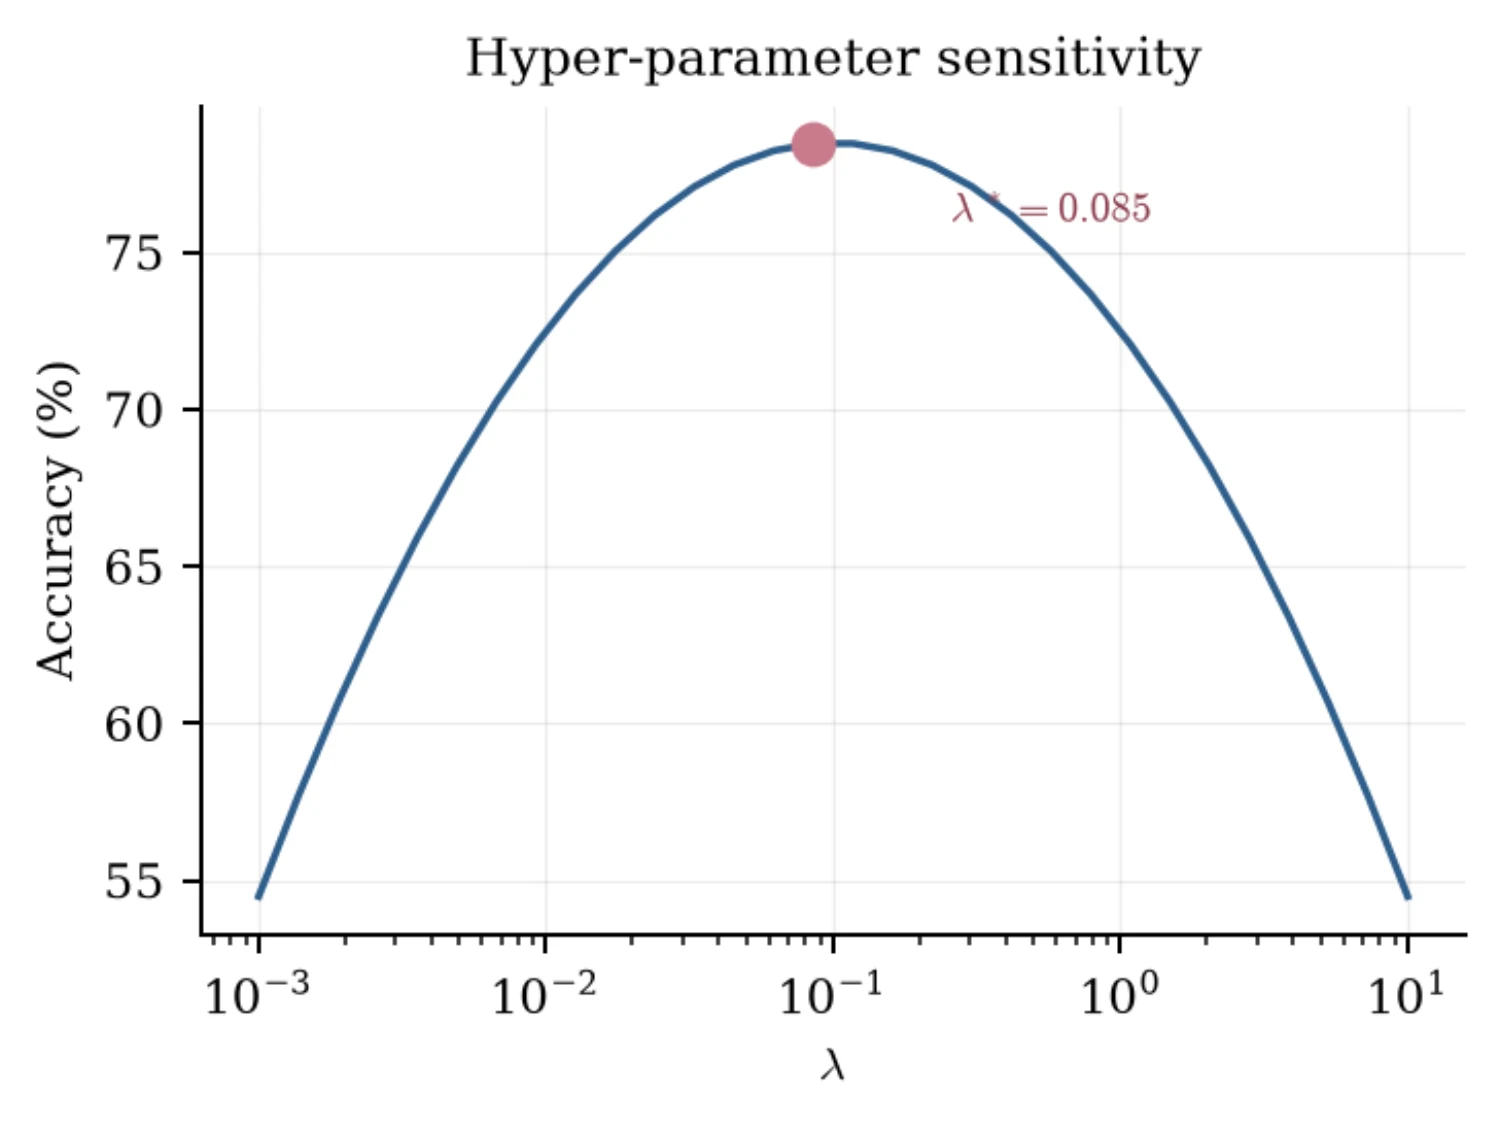 Hyper-parameter sensitivity
λ* = 0.085
Accuracy (%)
75
70
65
60
55
10⁻³ 10⁻² 10⁻¹ 10⁰ 10¹
λ